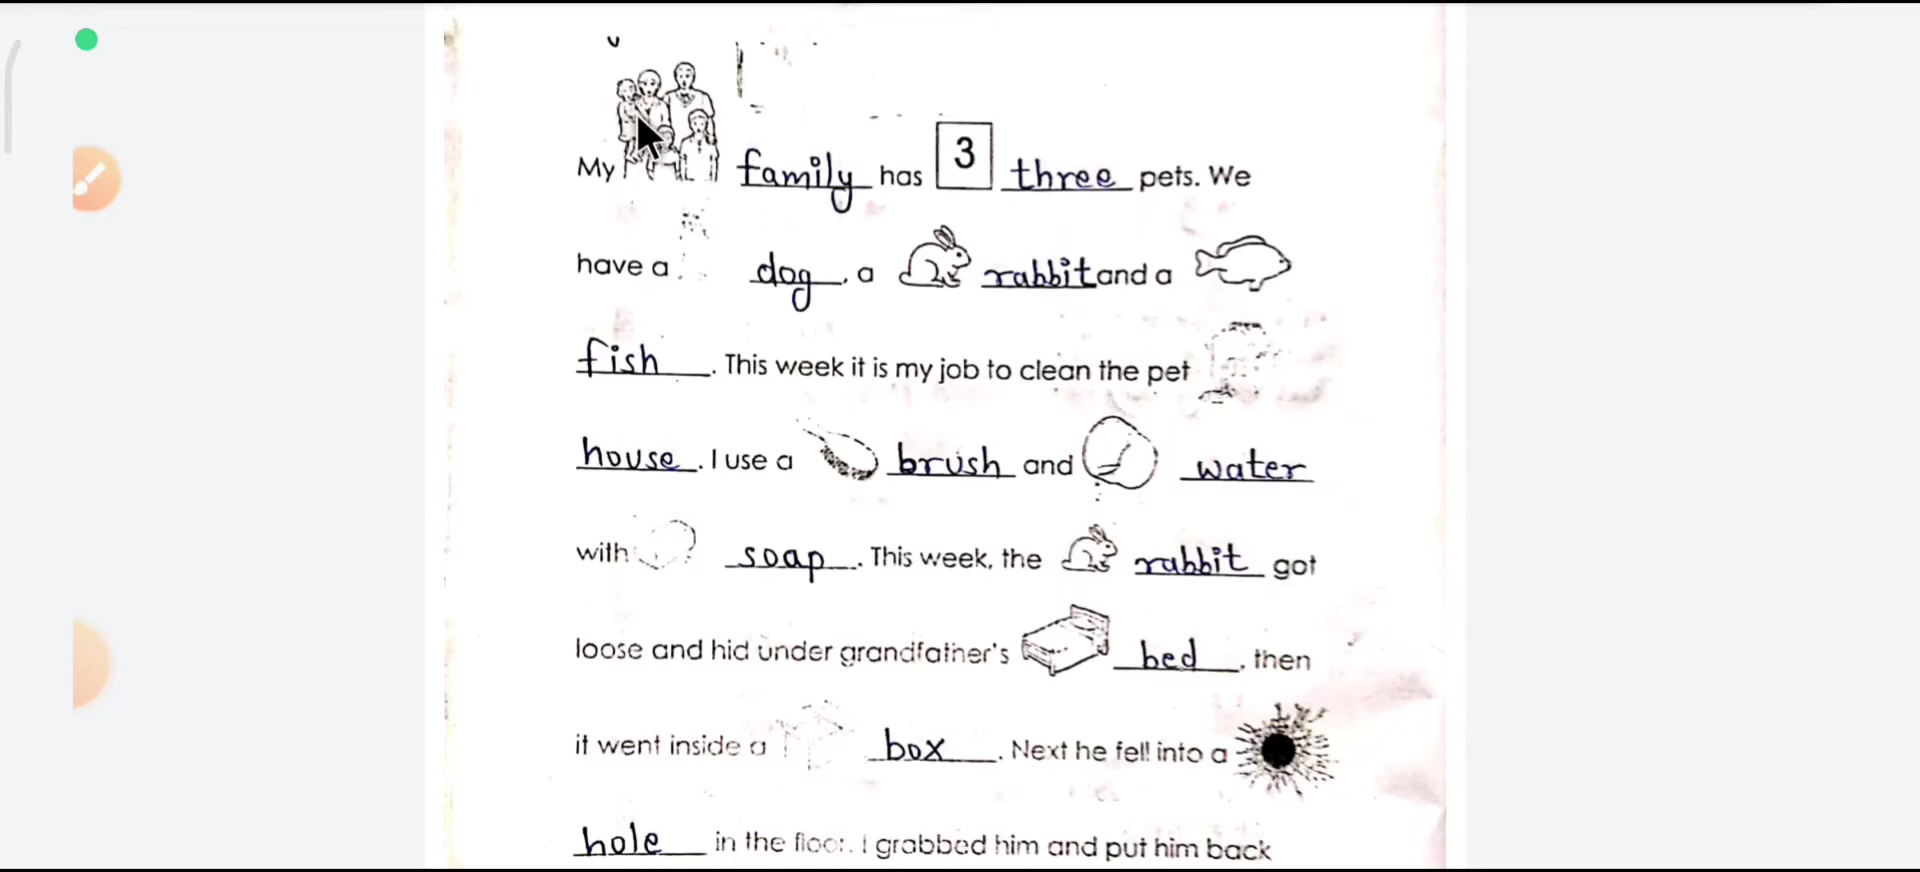 My family has 3 three pets. We
have a dog, a rabbit and a
fish. This week it is my job to clean the pet
house. I use a brush and water
with soap. This week, the rabbit got
loose and hid under grandfather's bed, then
it went inside a box. Next he fell into a
hole in the floor. I grabbed him and put him back